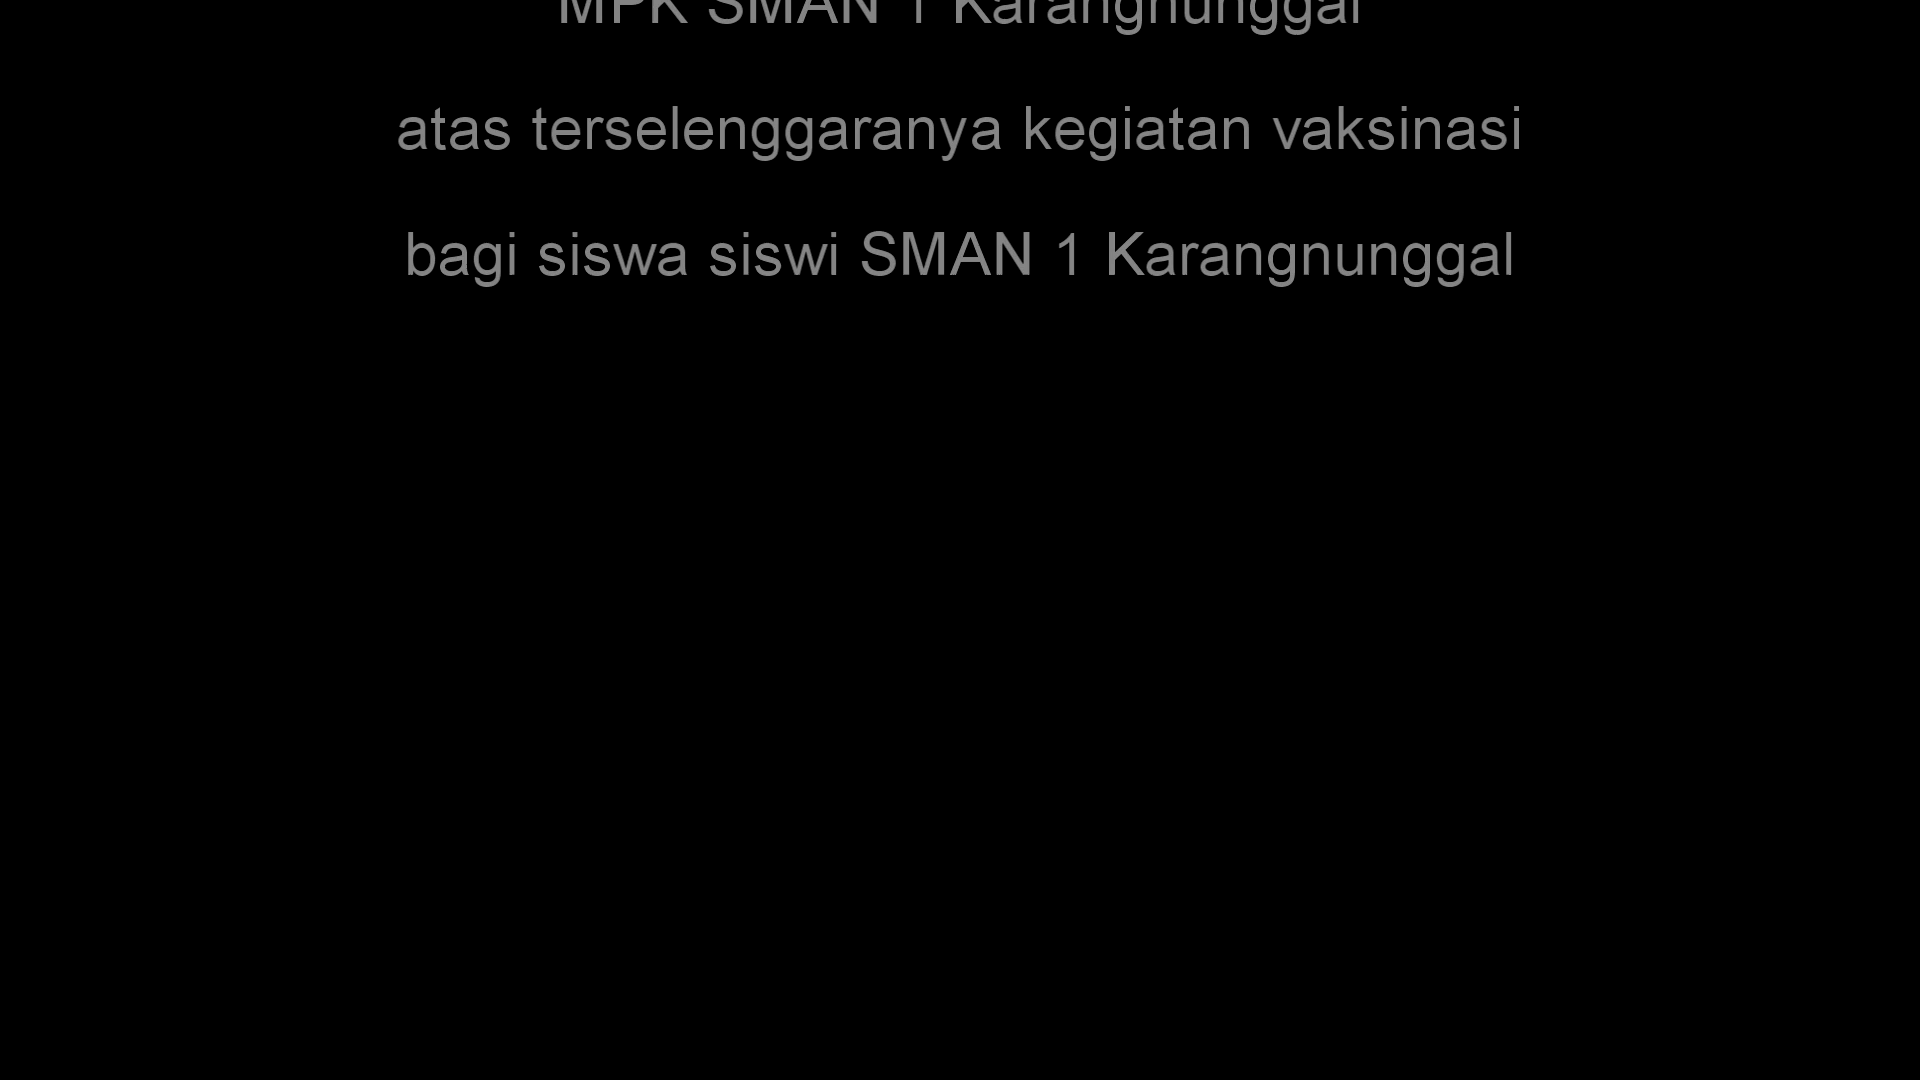 MPK SMAN 1 Karangnunggal
atas terselenggaranya kegiatan vaksinasi
bagi siswa siswi SMAN 1 Karangnunggal